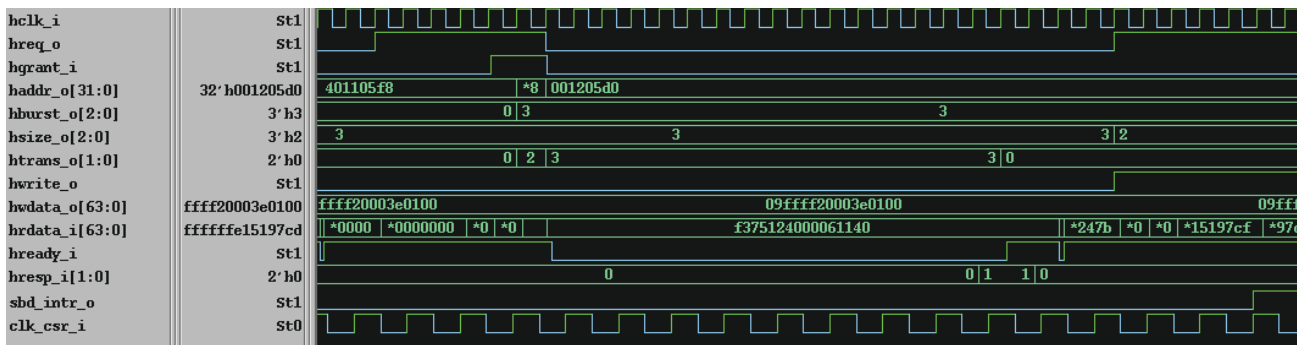 hclk_i St1
hreq_o St1
hgrant_i St1
haddr_o[31:0] 32'h001205d0 401105f8 *8 001205d0
hburst_o[2:0] 3'h3 0 3 3
hsize_o[2:0] 3'h2 3 3 3 2
htrans_o[1:0] 2'h0 0 2 3 3 0
hwrite_o St1
hwdata_o[63:0] ffff20003e0100 ffff20003e0100 09ffff20003e0100 09fff
hrdata_i[63:0] ffffffe15197cd *0000 *0000000 *0 *0 f375124000061140 *247b *0 *0 *15197cf *97c
hready_i St1
hresp_i[1:0] 2'h0 0 0 1 1 0
sbd_intr_o St1
clk_csr_i St0